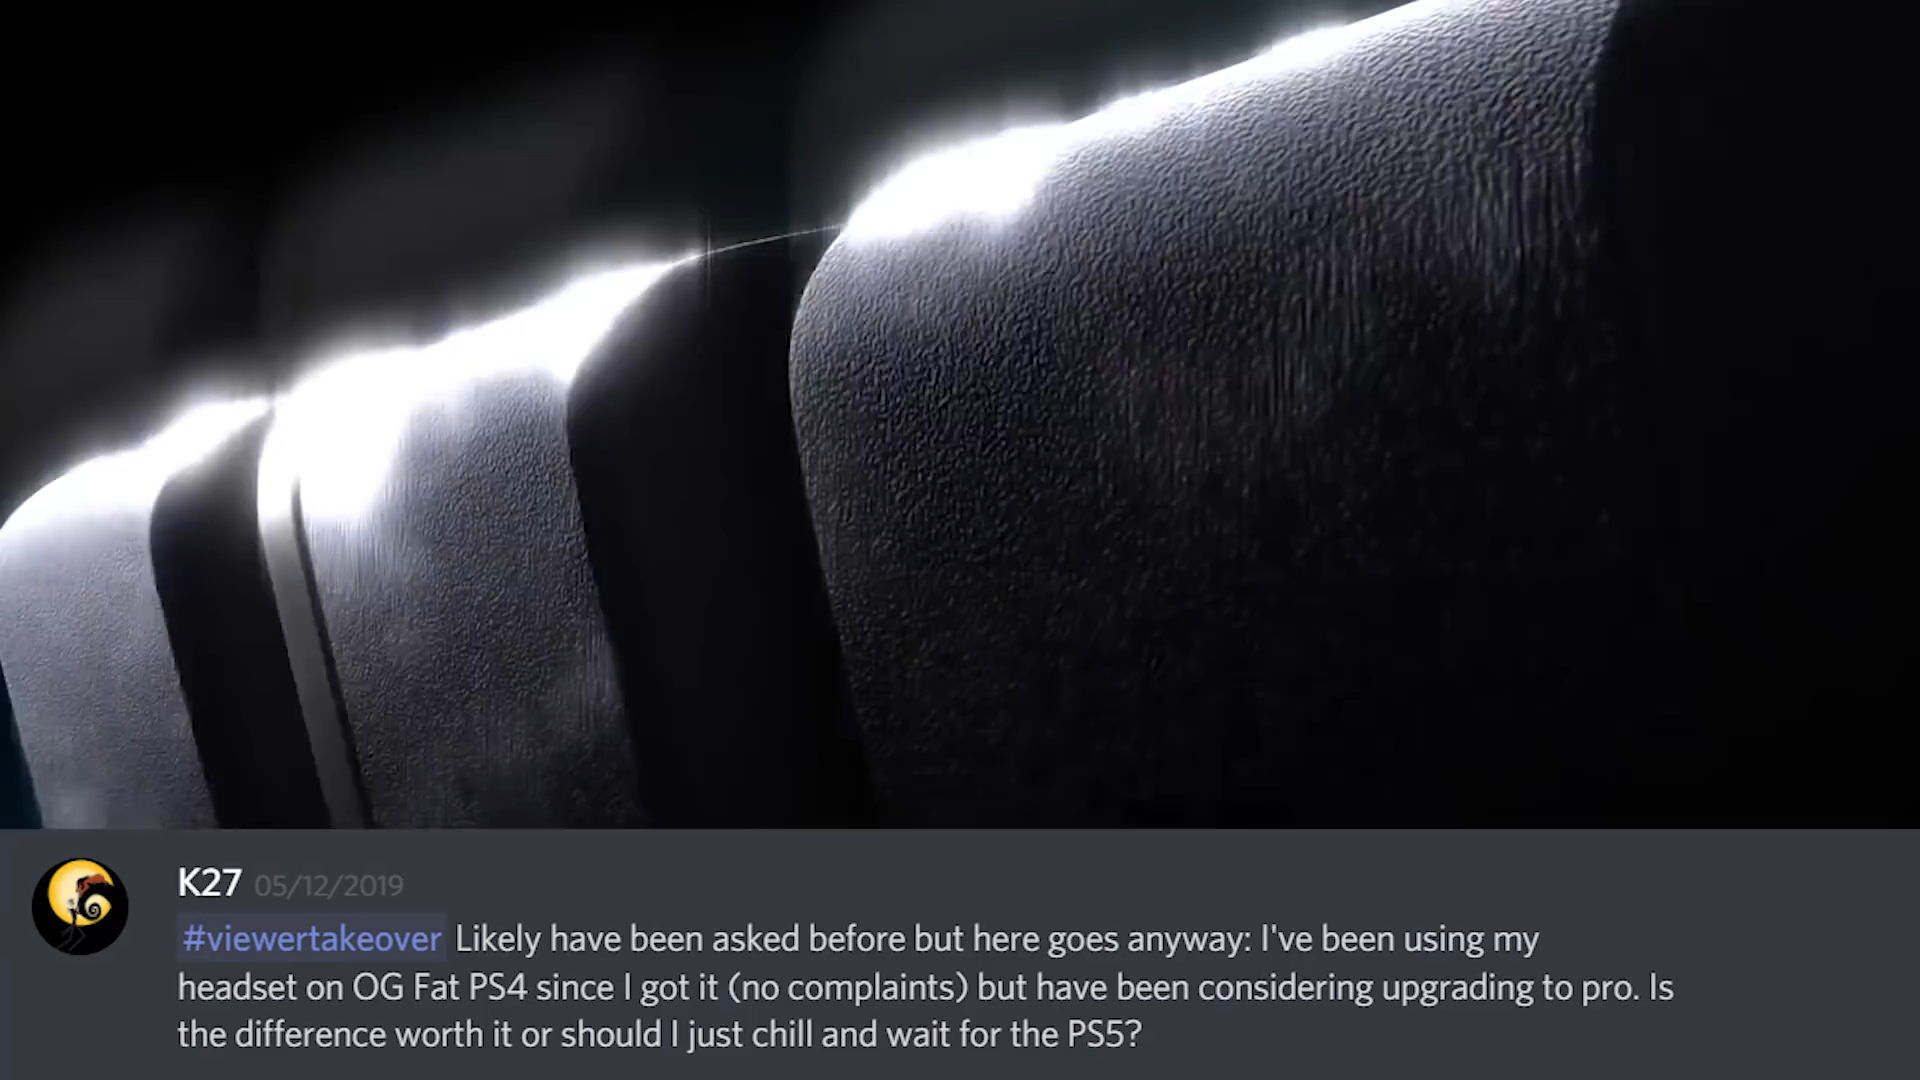 K27 05/12/2019
#viewertakeover Likely have been asked before but here goes anyway: I've been using my
headset on OG Fat PS4 since I got it (no complaints) but have been considering upgrading to pro. Is
the difference worth it or should I just chill and wait for the PS5?